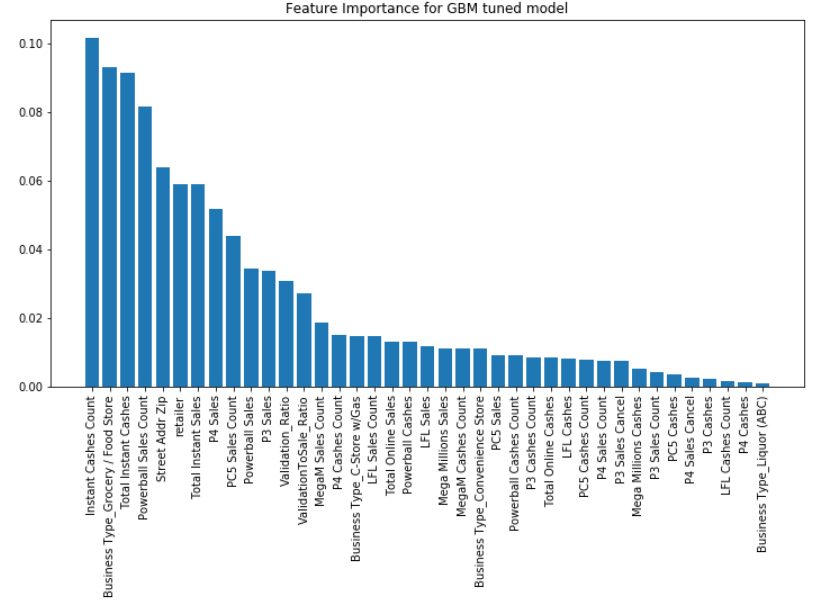 Feature Importance for GBM tuned model
0.10
0.08
0.06
0.04
0.02
0.00
Instant Cashes Count
Business Type_Grocery / Food Store
Total Instant Cashes
Powerball Sales Count
Street Addr Zip
retailer
Total Instant Sales
P4 Sales
PC5 Sales Count
Powerball Sales
P3 Sales
Validation_Ratio
ValidationToSale_Ratio
MegaM Sales Count
P4 Cashes Count
Business Type_C-Store w/Gas
LFL Sales Count
Total Online Sales
Powerball Cashes
LFL Sales
Mega Millions Sales
MegaM Cashes Count
Business Type_Convenience Store
PC5 Sales
Powerball Cashes Count
P3 Cashes Count
Total Online Cashes
LFL Cashes
PC5 Cashes Count
P4 Sales Count
P3 Sales Cancel
Mega Millions Cashes
P3 Sales Count
PC5 Cashes
P4 Sales Cancel
P3 Cashes
LFL Cashes Count
P4 Cashes
Business Type_Liquor (ABC)